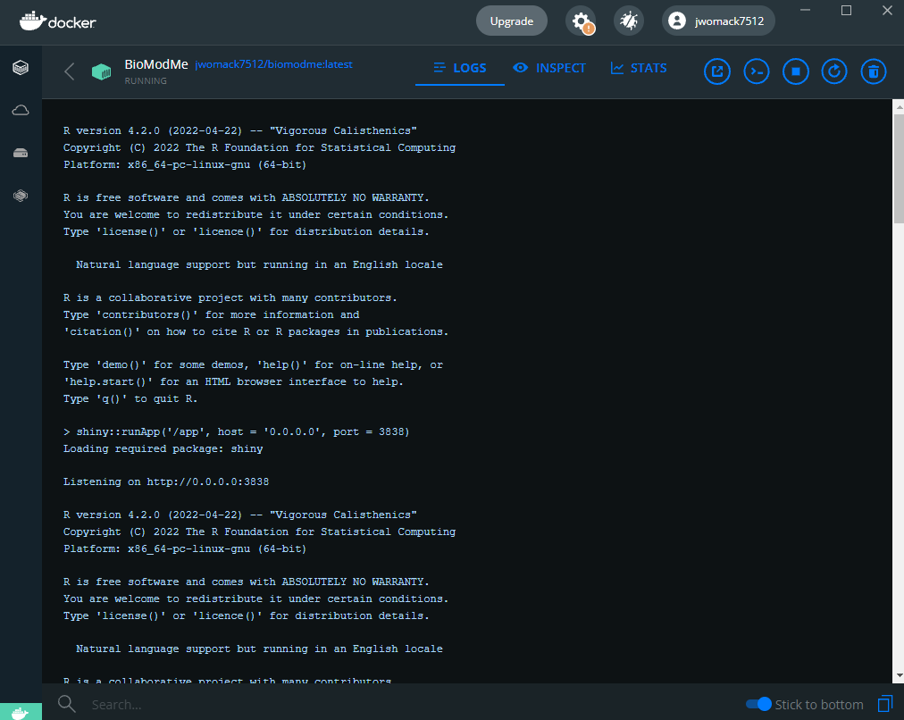 docker
Upgrade
jwomack7512
BioModMe jwomack7512/biomodme:latest
RUNNING
LOGS
INSPECT
STATS
R version 4.2.0 (2022-04-22) -- "Vigorous Calisthenics"
Copyright (C) 2022 The R Foundation for Statistical Computing
Platform: x86_64-pc-linux-gnu (64-bit)
R is free software and comes with ABSOLUTELY NO WARRANTY.
You are welcome to redistribute it under certain conditions.
Type 'license()' or 'licence()' for distribution details.
Natural language support but running in an English locale
R is a collaborative project with many contributors.
Type 'contributors()' for more information and
'citation()' on how to cite R or R packages in publications.
Type 'demo()' for some demos, 'help()' for on-line help, or
'help.start()' for an HTML browser interface to help.
Type 'q()' to quit R.
> shiny::runApp('/app', host = '0.0.0.0', port = 3838)
Loading required package: shiny
Listening on http://0.0.0.0:3838
R version 4.2.0 (2022-04-22) -- "Vigorous Calisthenics"
Copyright (C) 2022 The R Foundation for Statistical Computing
Platform: x86_64-pc-linux-gnu (64-bit)
R is free software and comes with ABSOLUTELY NO WARRANTY.
You are welcome to redistribute it under certain conditions.
Type 'license()' or 'licence()' for distribution details.
Natural language support but running in an English locale
R is a collaborative project with many contributors.
Search...
Stick to bottom